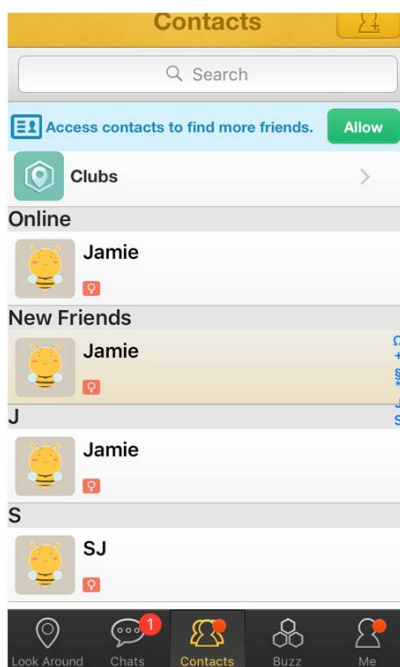 Contacts
Search
Access contacts to find more friends. Allow
Clubs
Online
Jamie
New Friends
Jamie
Ω
+
§
*
J
S
J
Jamie
S
SJ
1
Look Around Chats Contacts Buzz Me